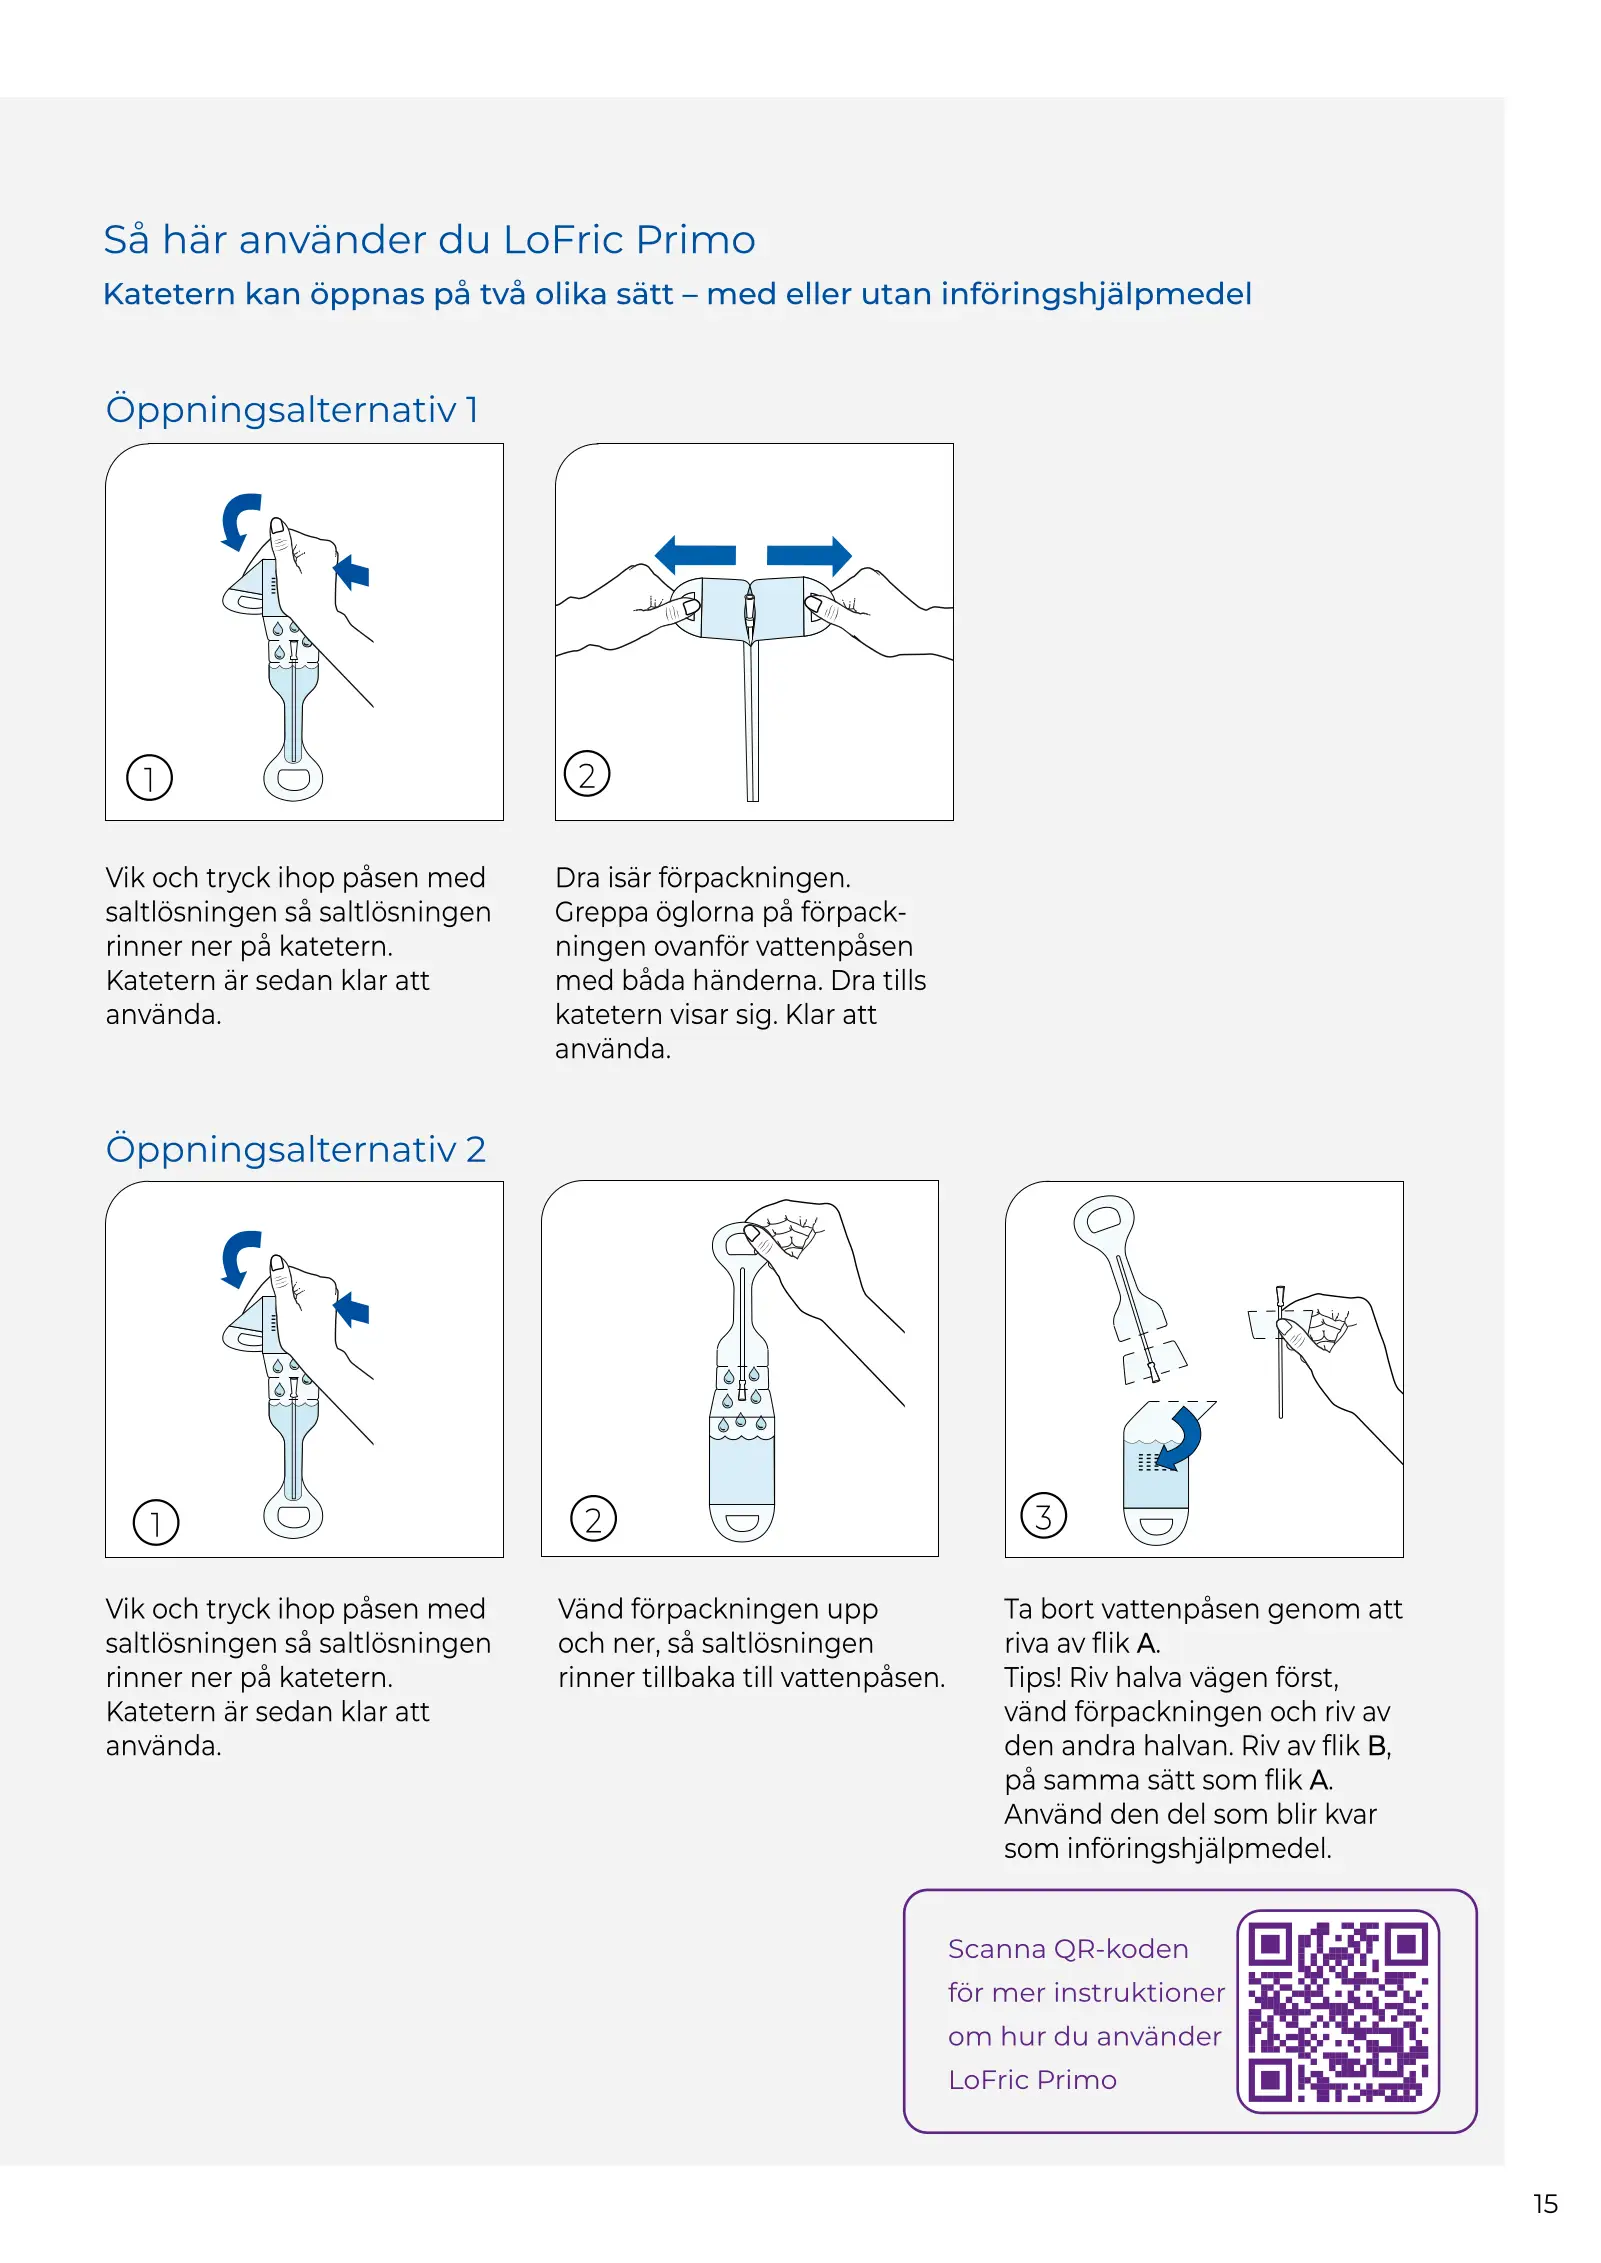 Så här använder du LoFric Primo
Katetern kan öppnas på två olika sätt – med eller utan införingshjälpmedel
Öppningsalternativ 1
1
2
Vik och tryck ihop påsen med
saltlösningen så saltlösningen
rinner ner på katetern.
Katetern är sedan klar att
använda.
Dra isär förpackningen.
Greppa öglorna på förpack-
ningen ovanför vattenpåsen
med båda händerna. Dra tills
katetern visar sig. Klar att
använda.
Öppningsalternativ 2
1
2
3
Vik och tryck ihop påsen med
saltlösningen så saltlösningen
rinner ner på katetern.
Katetern är sedan klar att
använda.
Vänd förpackningen upp
och ner, så saltlösningen
rinner tillbaka till vattenpåsen.
Ta bort vattenpåsen genom att
riva av flik A.
Tips! Riv halva vägen först,
vänd förpackningen och riv av
den andra halvan. Riv av flik B,
på samma sätt som flik A.
Använd den del som blir kvar
som införingshjälpmedel.
Scanna QR-koden
för mer instruktioner
om hur du använder
LoFric Primo
15